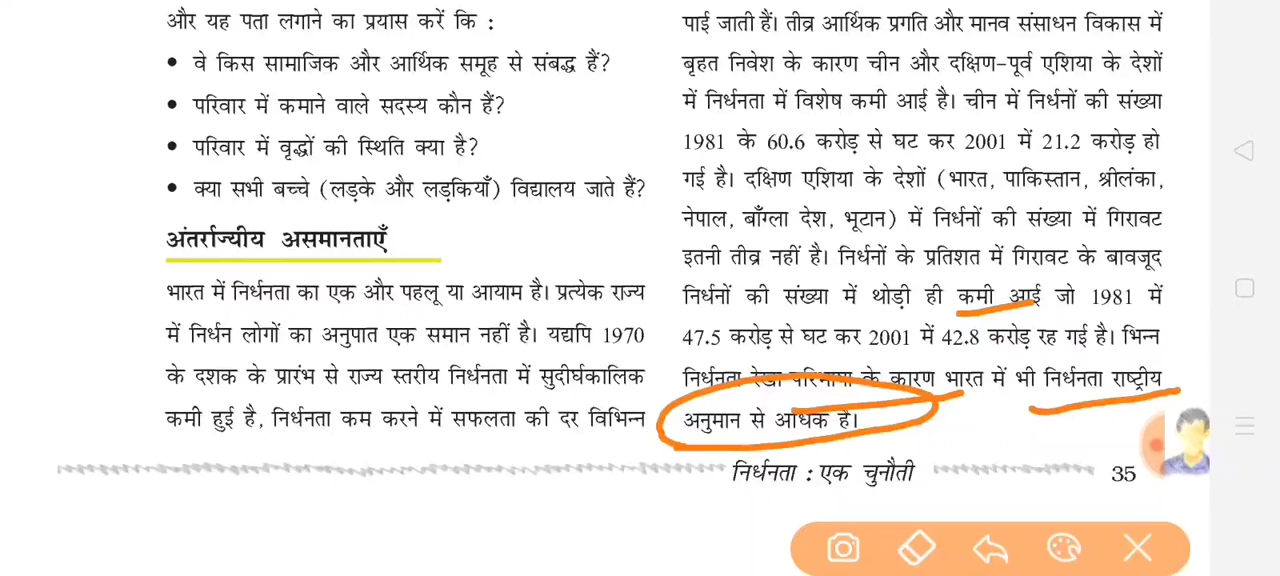 और यह पता लगाने का प्रयास करें कि :
• वे किस सामाजिक और आर्थिक समूह से संबद्ध हैं?
• परिवार में कमाने वाले सदस्य कौन हैं?
• परिवार में वृद्धों की स्थिति क्या है?
• क्या सभी बच्चे (लड़के और लड़कियाँ) विद्यालय जाते हैं?
अंतर्राज्यीय असमानताएँ
भारत में निर्धनता का एक और पहलू या आयाम है। प्रत्येक राज्य
में निर्धन लोगों का अनुपात एक समान नहीं है। यद्यपि 1970
के दशक के प्रारंभ से राज्य स्तरीय निर्धनता में सुदीर्घकालिक
कमी हुई है, निर्धनता कम करने में सफलता की दर विभिन्न
पाई जाती हैं। तीव्र आर्थिक प्रगति और मानव संसाधन विकास में
बृहत निवेश के कारण चीन और दक्षिण-पूर्व एशिया के देशों
में निर्धनता में विशेष कमी आई है। चीन में निर्धनों की संख्या
1981 के 60.6 करोड़ से घट कर 2001 में 21.2 करोड़ हो
गई है। दक्षिण एशिया के देशों (भारत, पाकिस्तान, श्रीलंका,
नेपाल, बाँग्ला देश, भूटान) में निर्धनों की संख्या में गिरावट
इतनी तीव्र नहीं है। निर्धनों के प्रतिशत में गिरावट के बावजूद
निर्धनों की संख्या में थोड़ी ही कमी आई जो 1981 में
47.5 करोड़ से घट कर 2001 में 42.8 करोड़ रह गई है। भिन्न
निर्धनता रेखा परिभाषा के कारण भारत में भी निर्धनता राष्ट्रीय
अनुमान से अधिक है।
निर्धनता : एक चुनौती 35